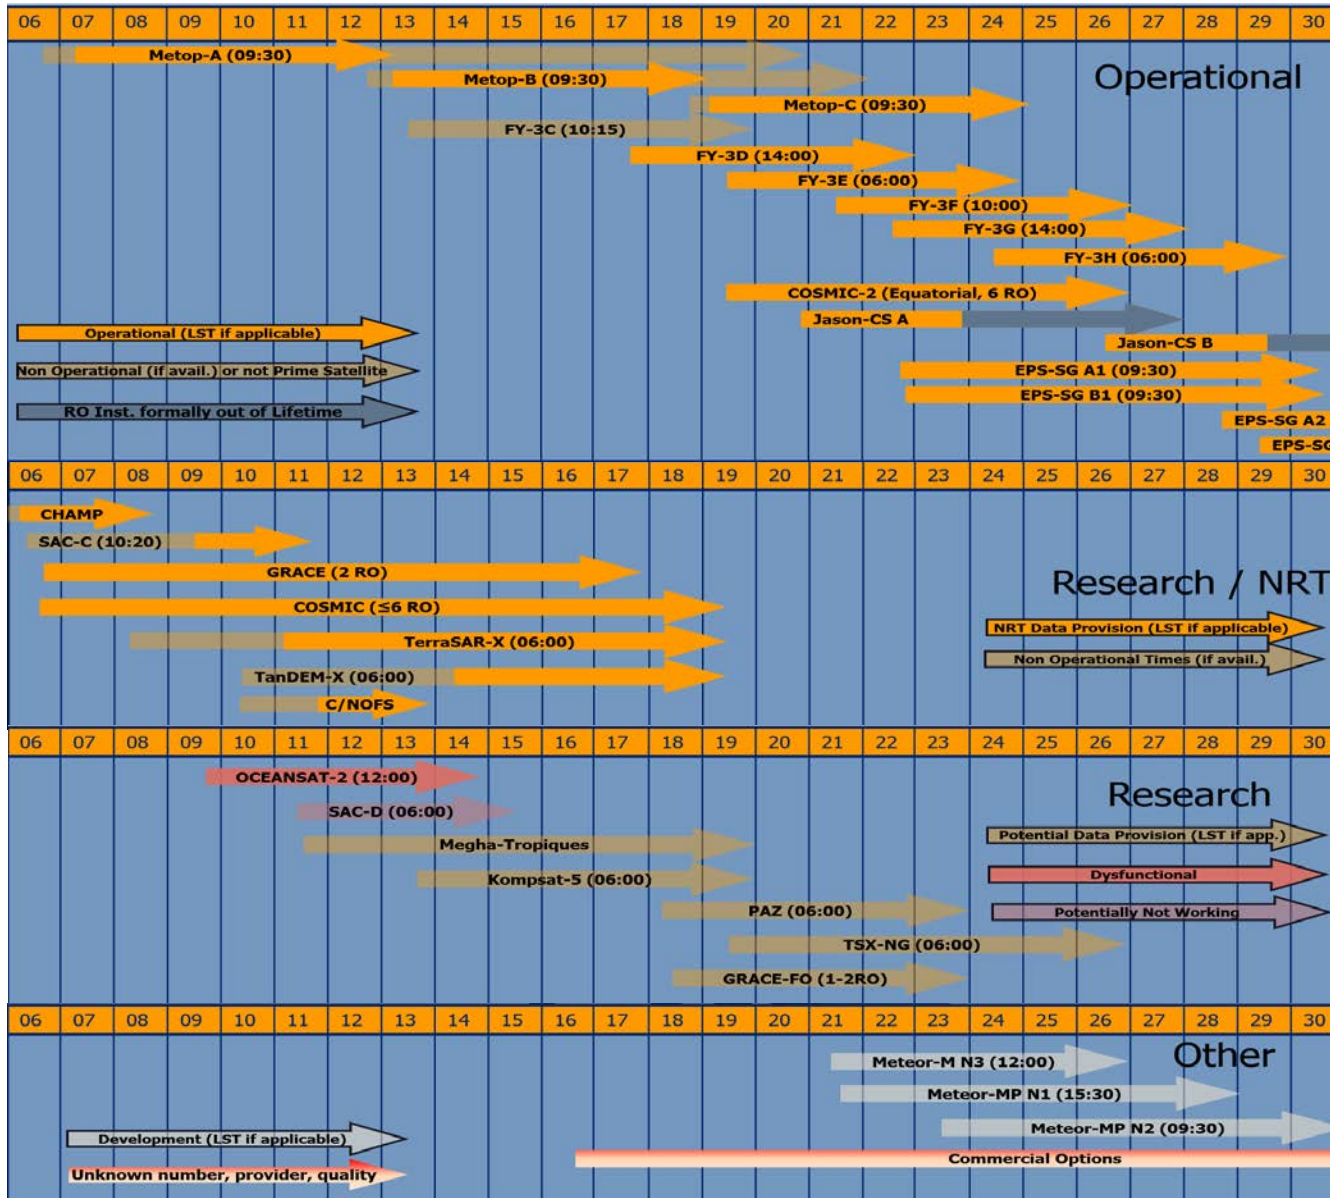 06 07 08 09 10 11 12 13 14 15 16 17 18 19 20 21 22 23 24 25 26 27 28 29 30
Metop-A (09:30)
Operational
Metop-B (09:30)
Metop-C (09:30)
FY-3C (10:15)
FY-3D (14:00)
FY-3E (06:00)
FY-3F (10:00)
FY-3G (14:00)
FY-3H (06:00)
COSMIC-2 (Equatorial, 6 RO)
Jason-CS A
Operational (LST if applicable)
Jason-CS B
Non Operational (if avail.) or not Prime Satellite
EPS-SG A1 (09:30)
EPS-SG B1 (09:30)
RO Inst. formally out of Lifetime
EPS-SG A2
EPS-SG
06 07 08 09 10 11 12 13 14 15 16 17 18 19 20 21 22 23 24 25 26 27 28 29 30
CHAMP
SAC-C (10:20)
GRACE (2 RO)
Research / NRT
COSMIC (≤6 RO)
NRT Data Provision (LST if applicable)
TerraSAR-X (06:00)
Non Operational Times (if avail.)
TanDEM-X (06:00)
C/NOFS
06 07 08 09 10 11 12 13 14 15 16 17 18 19 20 21 22 23 24 25 26 27 28 29 30
OCEANSAT-2 (12:00)
Research
SAC-D (06:00)
Potential Data Provision (LST if app.)
Megha-Tropiques
Dysfunctional
Kompsat-5 (06:00)
PAZ (06:00)
Potentially Not Working
TSX-NG (06:00)
GRACE-FO (1-2RO)
06 07 08 09 10 11 12 13 14 15 16 17 18 19 20 21 22 23 24 25 26 27 28 29 30
Other
Meteor-M N3 (12:00)
Meteor-MP N1 (15:30)
Meteor-MP N2 (09:30)
Development (LST if applicable)
Commercial Options
Unknown number, provider, quality